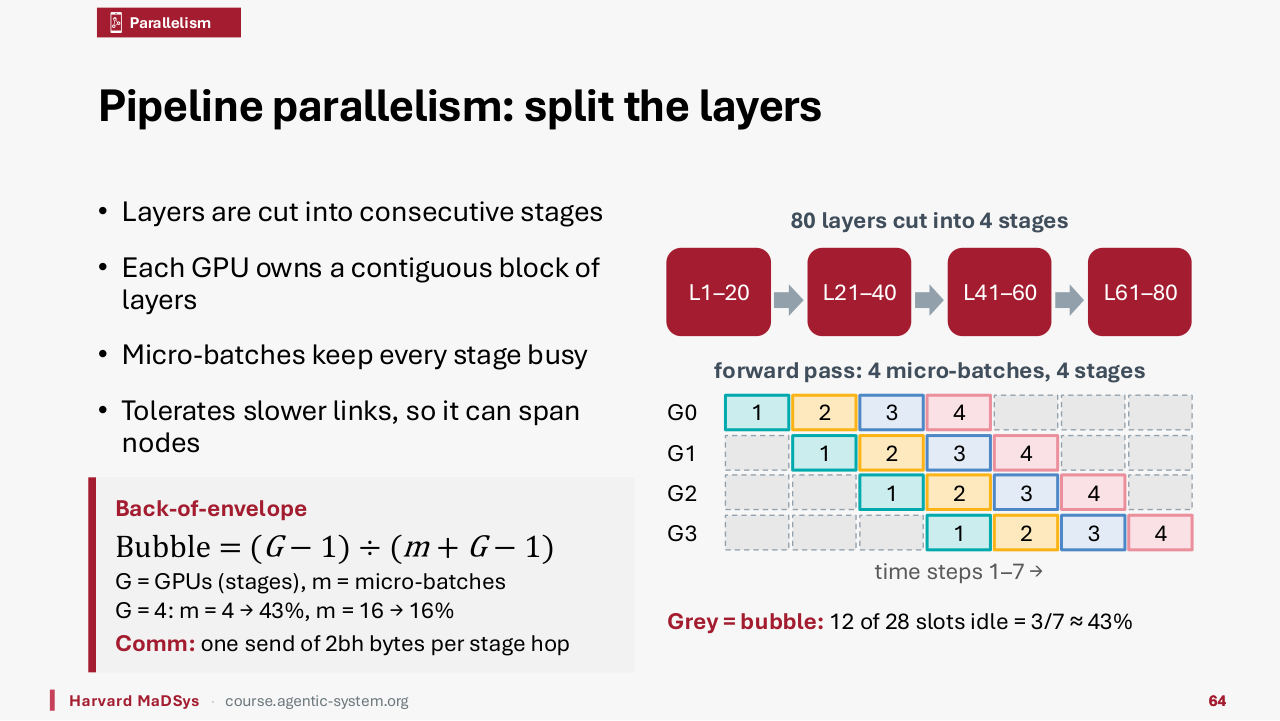 Parallelism
Pipeline parallelism: split the layers
• Layers are cut into consecutive stages
• Each GPU owns a contiguous block of
layers
• Micro-batches keep every stage busy
• Tolerates slower links, so it can span
nodes
Back-of-envelope
Bubble = (G − 1) ÷ (m + G − 1)
G = GPUs (stages), m = micro-batches
G = 4: m = 4 → 43%, m = 16 → 16%
Comm: one send of 2bh bytes per stage hop
80 layers cut into 4 stages
L1–20 L21–40 L41–60 L61–80
forward pass: 4 micro-batches, 4 stages
G0 1 2 3 4
G1 1 2 3 4
G2 1 2 3 4
G3 1 2 3 4
time steps 1–7 →
Grey = bubble: 12 of 28 slots idle = 3/7 ≈ 43%
Harvard MaDSys · course.agentic-system.org
64